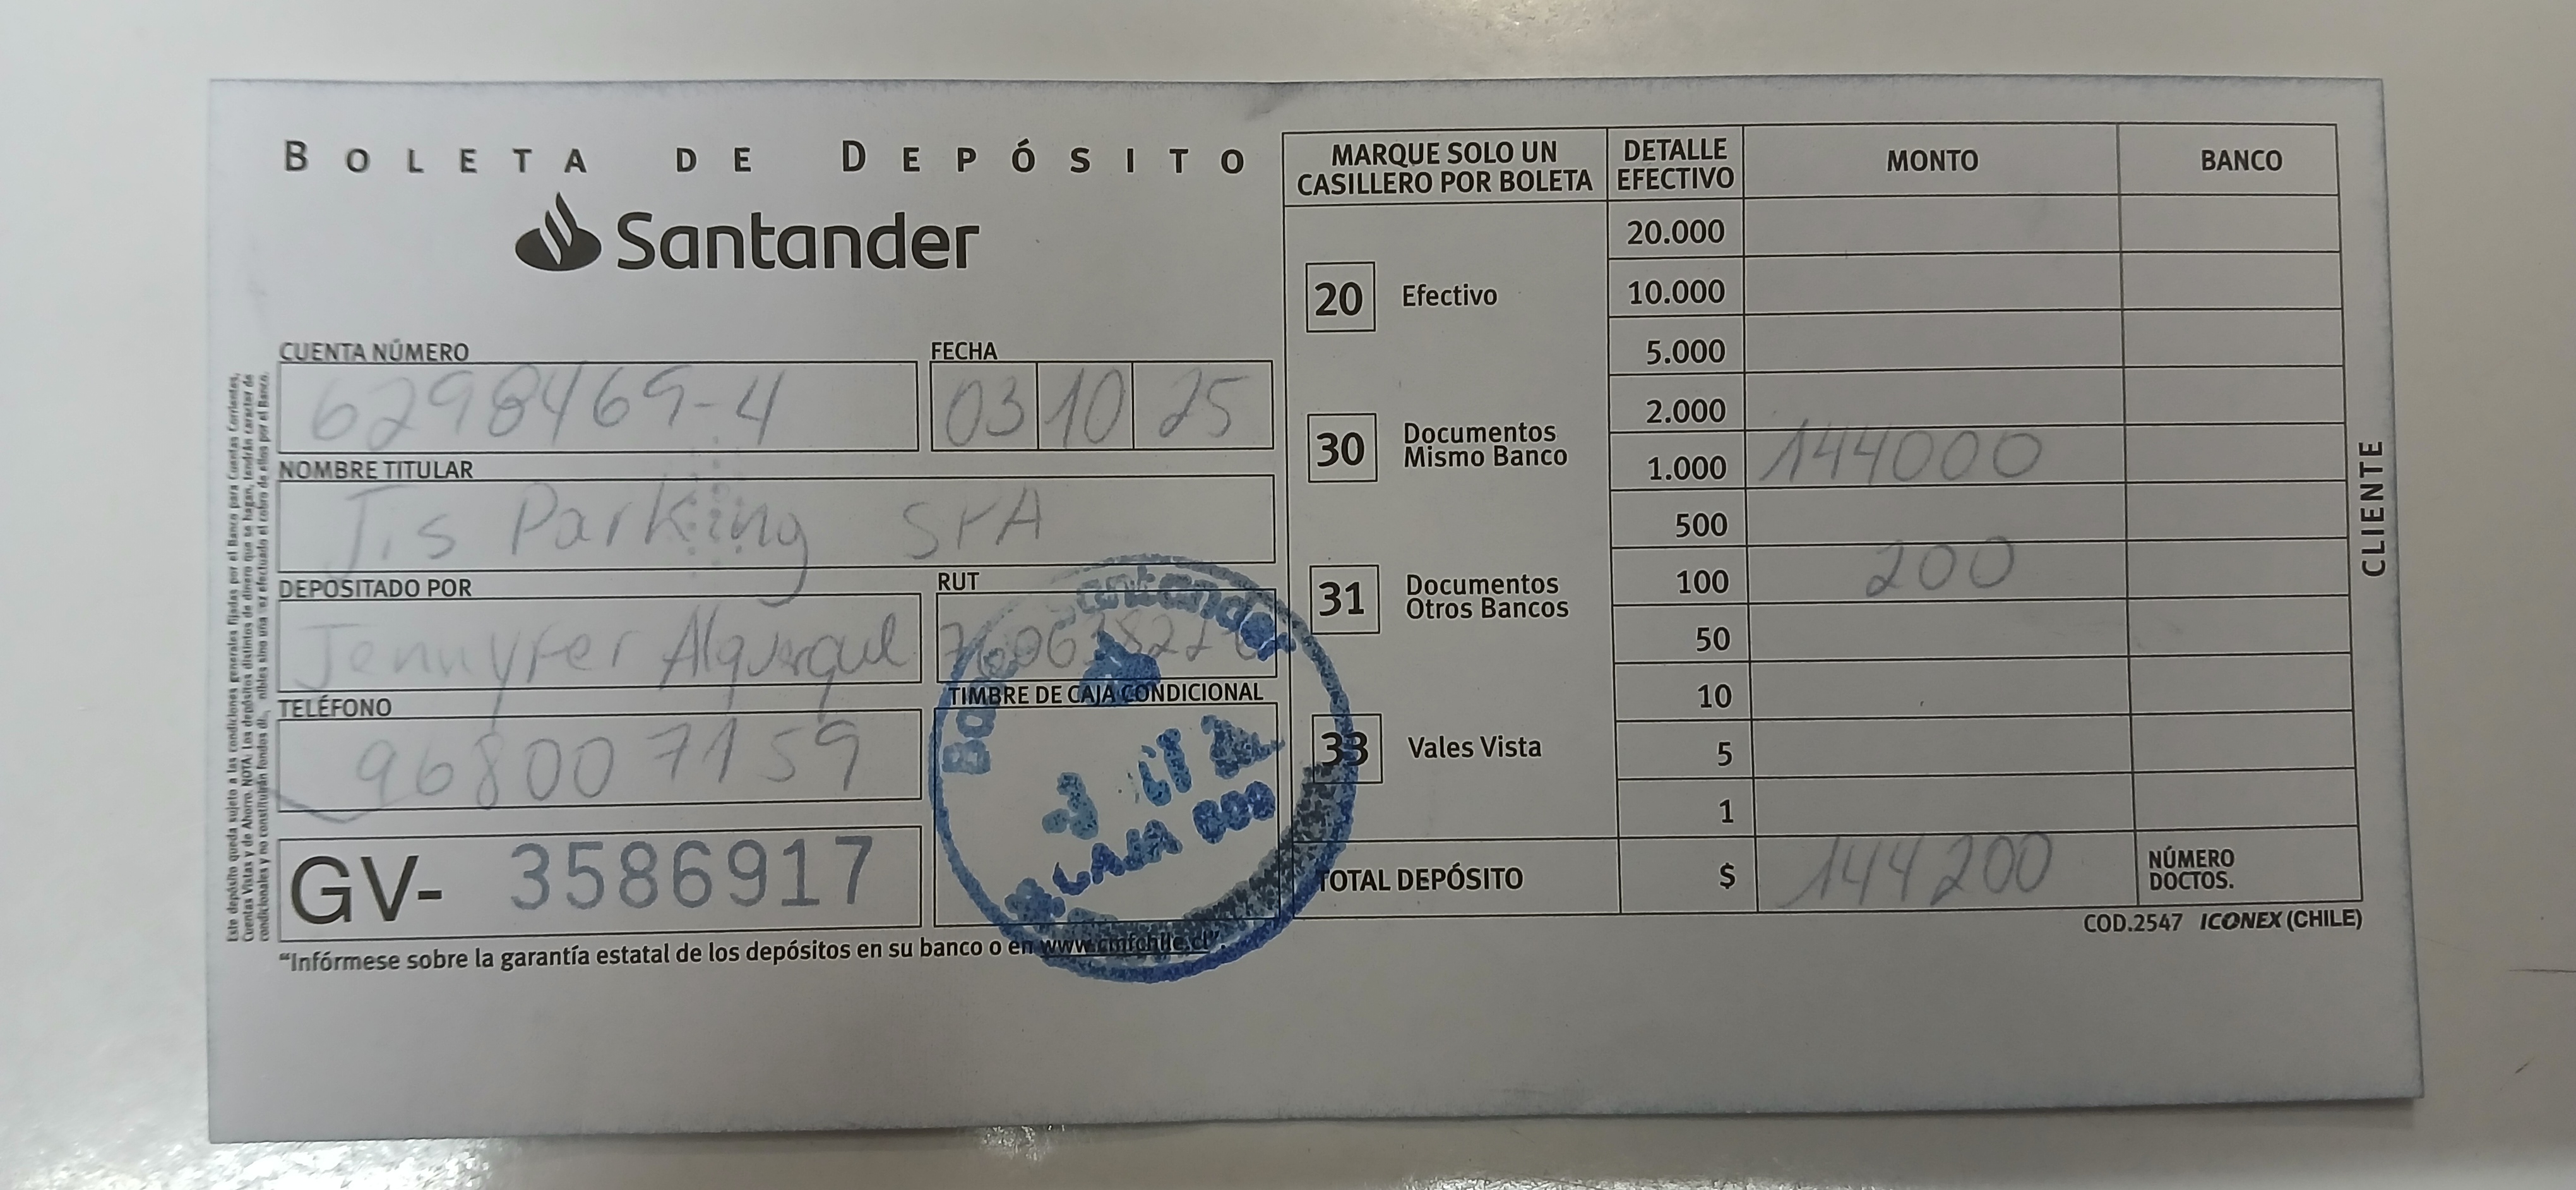 BOLETA DE DEPÓSITO
Santander
CUENTA NÚMERO
6298469-4
FECHA
03 10 25
NOMBRE TITULAR
Jis Parking SPA
DEPOSITADO POR
Jennyfer
RUT
TELÉFONO
968007159
TIMBRE DE CAJA CONDICIONAL
CAJA
GV- 3586917
“Infórmese sobre la garantía estatal de los depósitos en su banco o en www.cmfchile.cl”.
MARQUE SOLO UN
CASILLERO POR BOLETA
20 Efectivo
30 Documentos
Mismo Banco
31 Documentos
Otros Bancos
33 Vales Vista
DETALLE
EFECTIVO
MONTO
BANCO
20.000
10.000
5.000
2.000
1.000 144000
500
100 200
50
10
5
1
TOTAL DEPÓSITO $ 144200
NÚMERO
DOCTOS.
CLIENTE
COD.2547 ICONEX (CHILE)